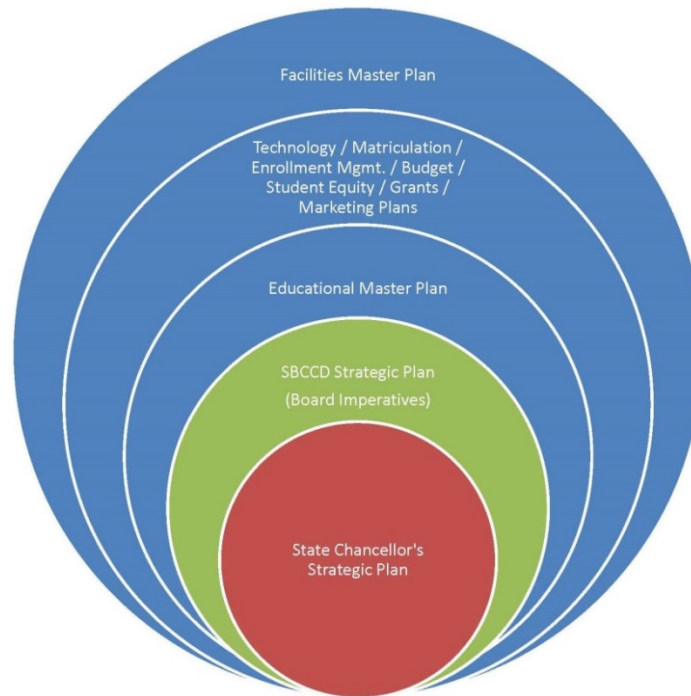 Facilities Master Plan
Technology / Matriculation /
Enrollment Mgmt. / Budget /
Student Equity / Grants /
Marketing Plans
Educational Master Plan
SBCCD Strategic Plan
(Board Imperatives)
State Chancellor's
Strategic Plan